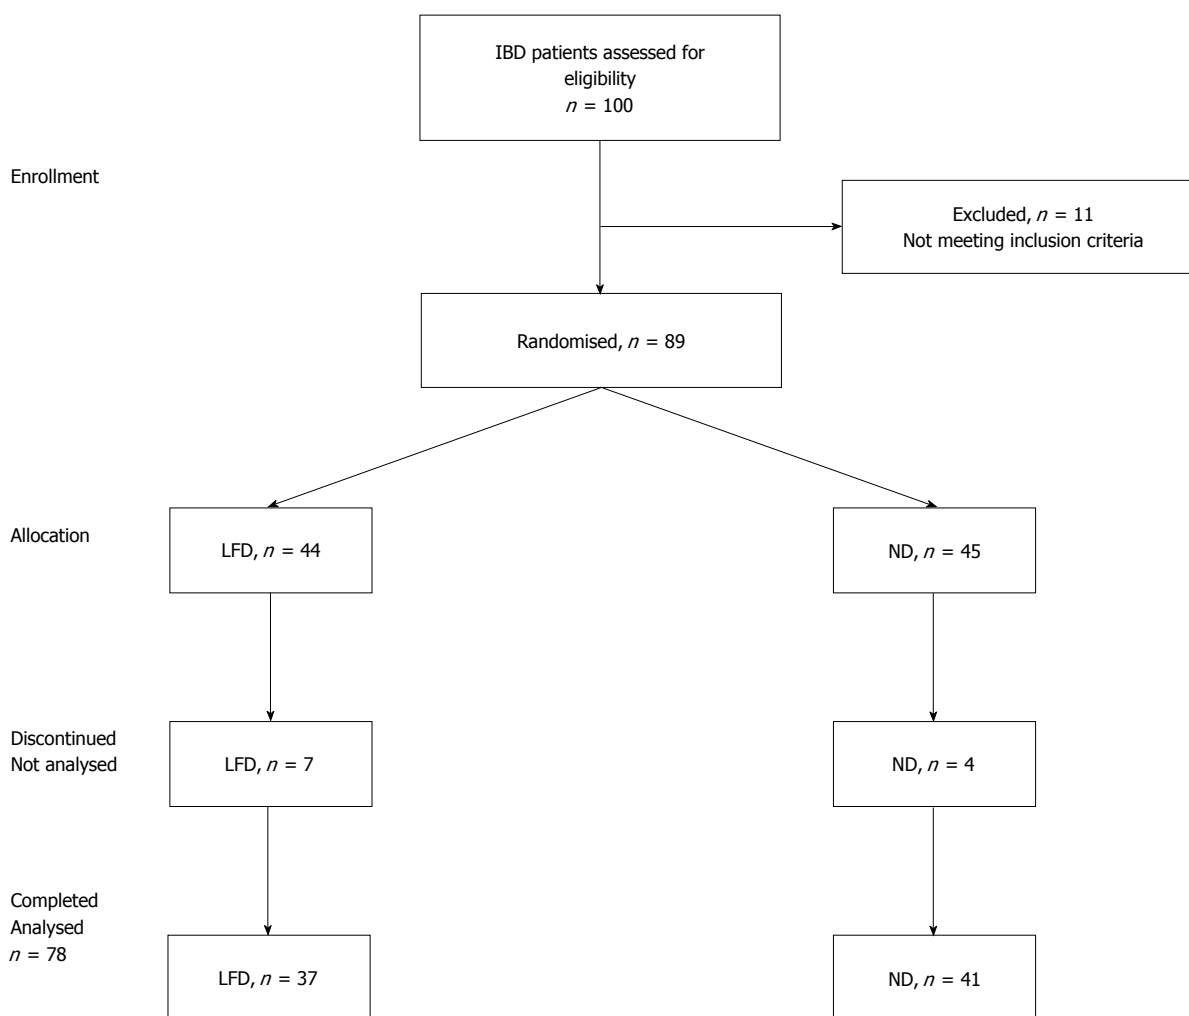 IBD patients assessed for
eligibility
n = 100
Enrollment
Excluded, n = 11
Not meeting inclusion criteria
Randomised, n = 89
Allocation
LFD, n = 44
ND, n = 45
Discontinued
Not analysed
LFD, n = 7
ND, n = 4
Completed
Analysed
n = 78
LFD, n = 37
ND, n = 41